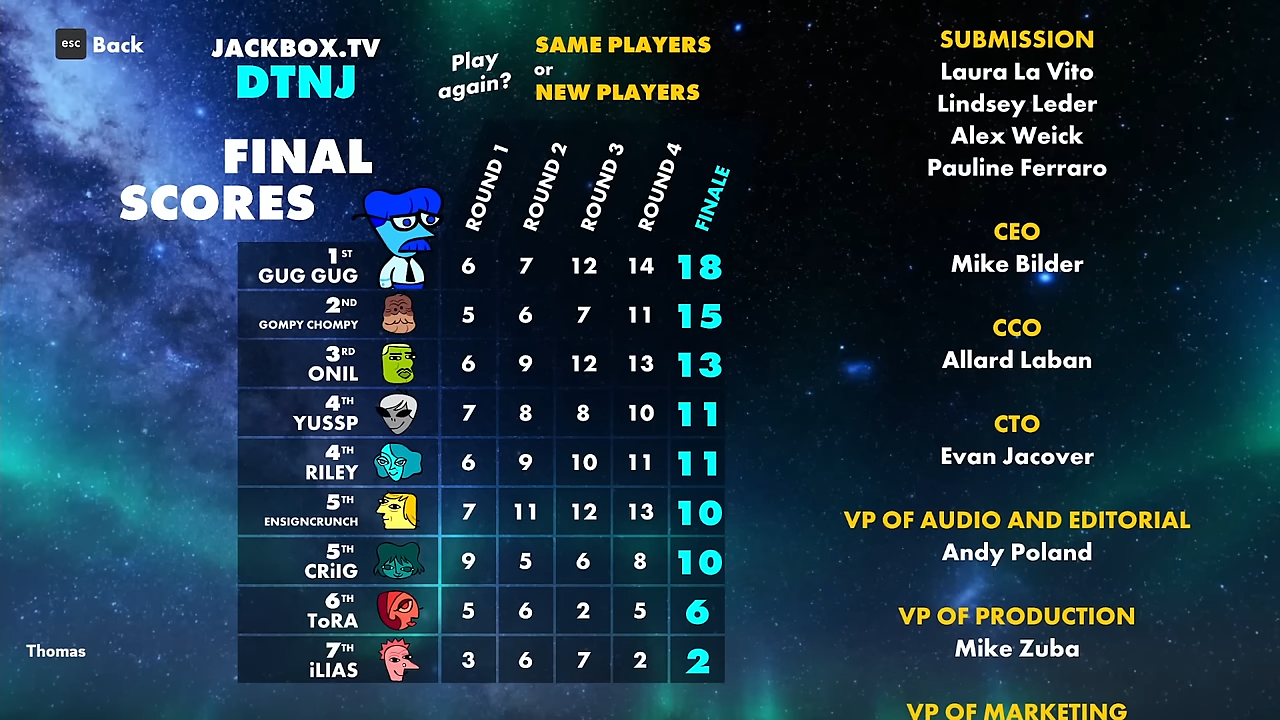 esc Back
JACKBOX.TV
DTNJ
Play
again?
SAME PLAYERS
or
NEW PLAYERS
FINAL
SCORES
ROUND 1
ROUND 2
ROUND 3
ROUND 4
FINALE
1ST
GUG GUG
6 7 12 14 18
2ND
GOMPY CHOMPY
5 6 7 11 15
3RD
ONIL
6 9 12 13 13
4TH
YUSSP
7 8 8 10 11
4TH
RILEY
6 9 10 11 11
5TH
ENSIGNCRUNCH
7 11 12 13 10
5TH
CRiIG
9 5 6 8 10
6TH
ToRA
5 6 2 5 6
7TH
iLIAS
3 6 7 2 2
Thomas
SUBMISSION
Laura La Vito
Lindsey Leder
Alex Weick
Pauline Ferraro
CEO
Mike Bilder
CCO
Allard Laban
CTO
Evan Jacover
VP OF AUDIO AND EDITORIAL
Andy Poland
VP OF PRODUCTION
Mike Zuba
VP OF MARKETING